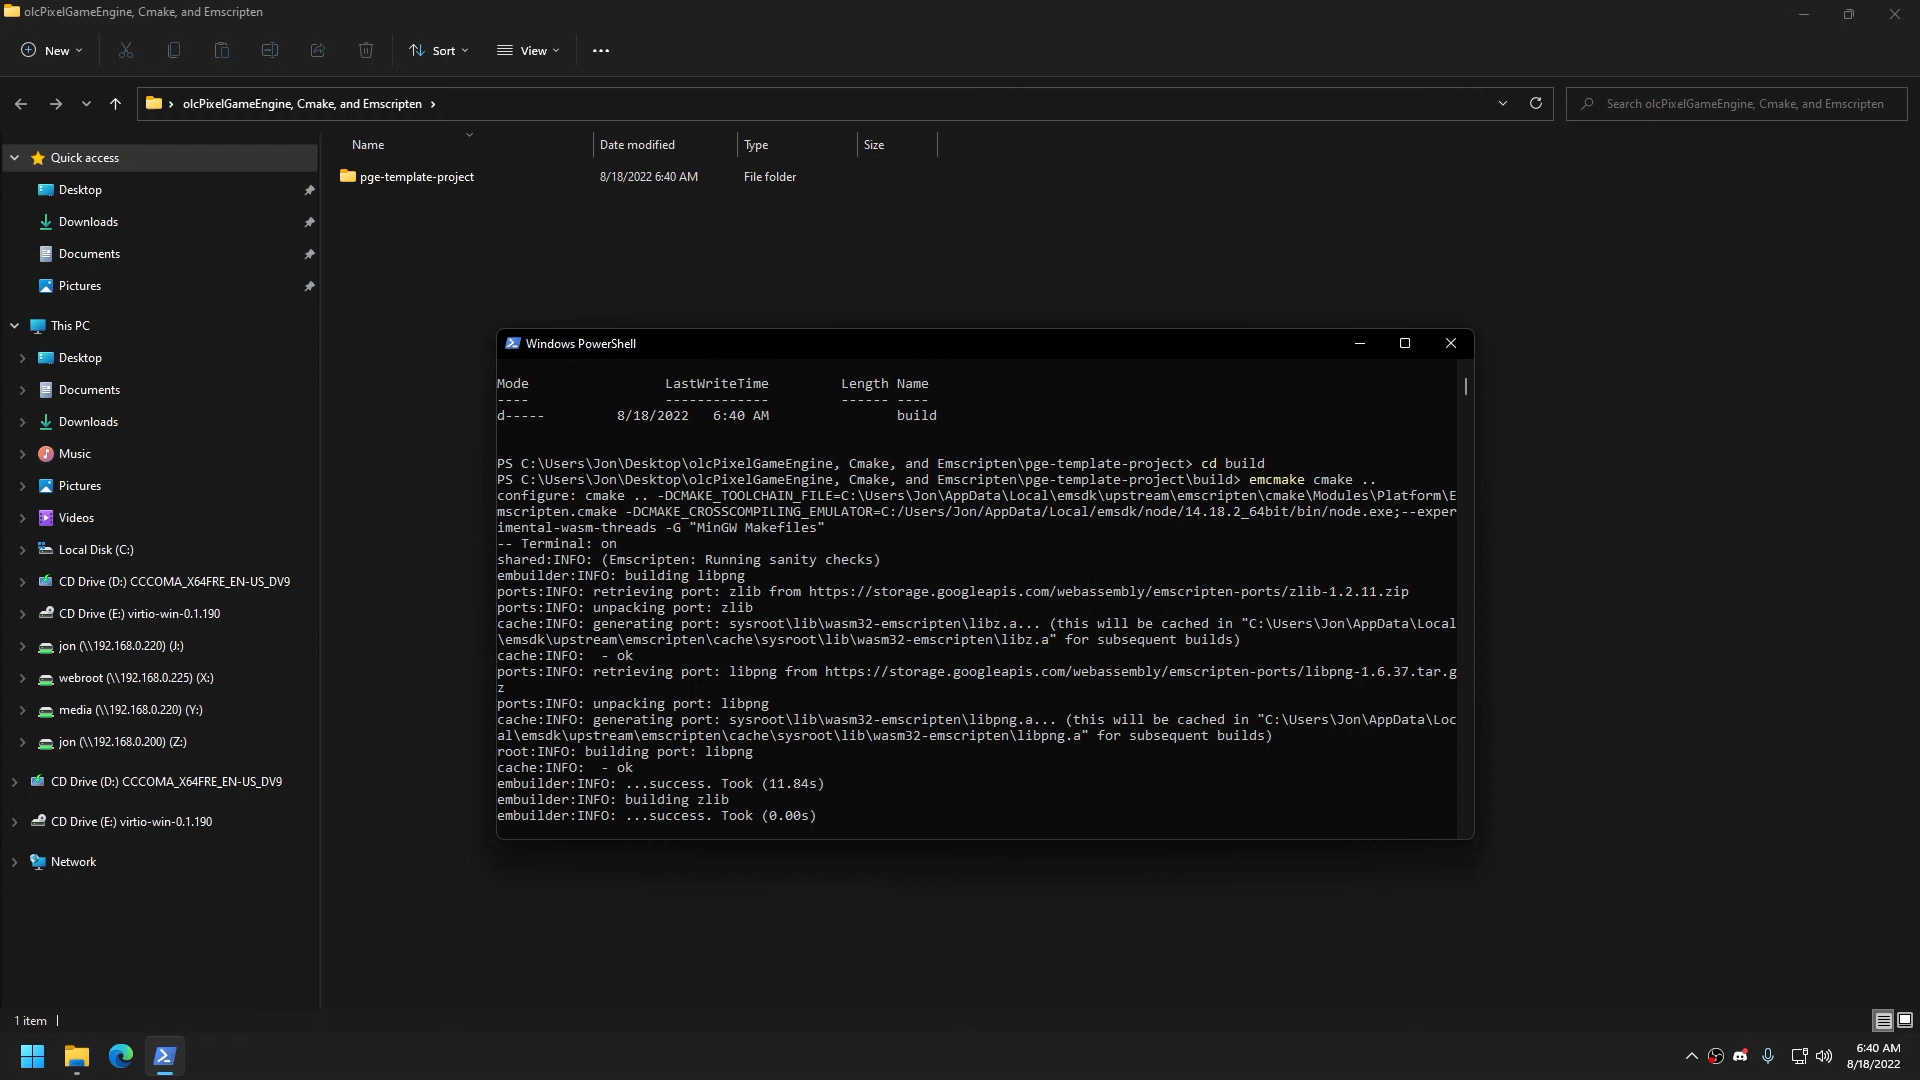 olcPixelGameEngine, Cmake, and Emscripten
New
Sort
View
olcPixelGameEngine, Cmake, and Emscripten
Search olcPixelGameEngine, Cmake, and Emscripten
Name
Date modified
Type
Size
pge-template-project
8/18/2022 6:40 AM
File folder
Quick access
Desktop
Downloads
Documents
Pictures
This PC
Desktop
Documents
Downloads
Music
Pictures
Videos
Local Disk (C:)
CD Drive (D:) CCCOMA_X64FRE_EN-US_DV9
CD Drive (E:) virtio-win-0.1.190
jon (\\192.168.0.220) (J:)
webroot (\\192.168.0.225) (X:)
media (\\192.168.0.220) (Y:)
jon (\\192.168.0.200) (Z:)
CD Drive (D:) CCCOMA_X64FRE_EN-US_DV9
CD Drive (E:) virtio-win-0.1.190
Network
Windows PowerShell
Mode                 LastWriteTime         Length Name
----                 -------------         ------ ----
d-----         8/18/2022   6:40 AM                build
PS C:\Users\Jon\Desktop\olcPixelGameEngine, Cmake, and Emscripten\pge-template-project> cd build
PS C:\Users\Jon\Desktop\olcPixelGameEngine, Cmake, and Emscripten\pge-template-project\build> emcmake cmake ..
configure: cmake .. -DCMAKE_TOOLCHAIN_FILE=C:\Users\Jon\AppData\Local\emsdk\upstream\emscripten\cmake\Modules\Platform\E
mscripten.cmake -DCMAKE_CROSSCOMPILING_EMULATOR=C:/Users/Jon/AppData/Local/emsdk/node/14.18.2_64bit/bin/node.exe;--exper
imental-wasm-threads -G "MinGW Makefiles"
-- Terminal: on
shared:INFO: (Emscripten: Running sanity checks)
embuilder:INFO: building libpng
ports:INFO: retrieving port: zlib from https://storage.googleapis.com/webassembly/emscripten-ports/zlib-1.2.11.zip
ports:INFO: unpacking port: zlib
cache:INFO: generating port: sysroot\lib\wasm32-emscripten\libz.a... (this will be cached in "C:\Users\Jon\AppData\Local
\emsdk\upstream\emscripten\cache\sysroot\lib\wasm32-emscripten\libz.a" for subsequent builds)
cache:INFO:  - ok
ports:INFO: retrieving port: libpng from https://storage.googleapis.com/webassembly/emscripten-ports/libpng-1.6.37.tar.g
z
ports:INFO: unpacking port: libpng
cache:INFO: generating port: sysroot\lib\wasm32-emscripten\libpng.a... (this will be cached in "C:\Users\Jon\AppData\Loc
al\emsdk\upstream\emscripten\cache\sysroot\lib\wasm32-emscripten\libpng.a" for subsequent builds)
root:INFO: building port: libpng
cache:INFO:  - ok
embuilder:INFO: ...success. Took (11.84s)
embuilder:INFO: building zlib
embuilder:INFO: ...success. Took (0.00s)
1 item
6:40 AM
8/18/2022